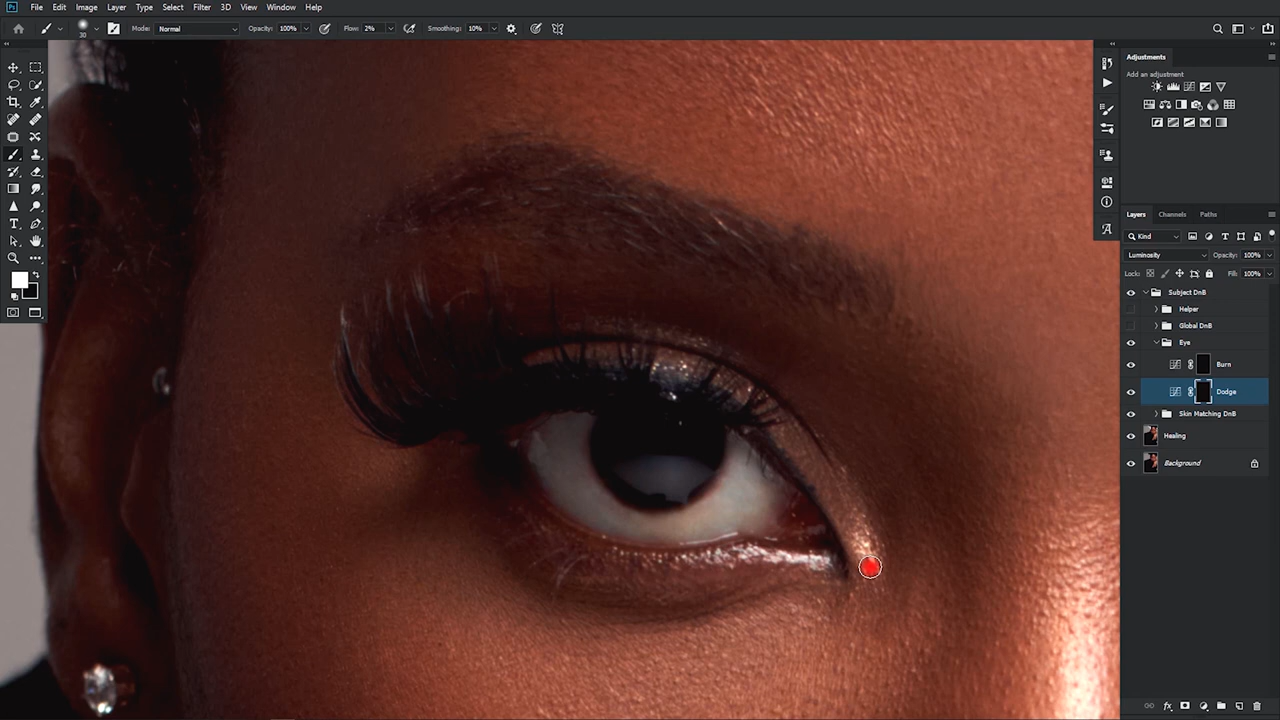 Ps File Edit Image Layer Type Select Filter 3D View Window Help
30 Mode: Normal Opacity: 100% Flow: 2% Smoothing: 10%
Adjustments
Add an adjustment
Layers Channels Paths
Kind
Luminosity Opacity: 100%
Lock: Fill: 100%
Subject DnB
Helper
Global DnB
Eye
Burn
Dodge
Skin Matching DnB
Healing
Background